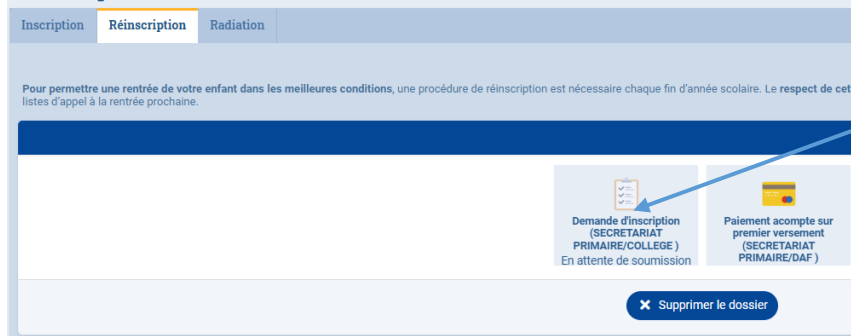 Inscription Réinscription Radiation
Pour permettre une rentrée de votre enfant dans les meilleures conditions, une procédure de réinscription est nécessaire chaque fin d'année scolaire. Le respect de cet
listes d'appel à la rentrée prochaine.
Demande d'inscription
(SECRETARIAT
PRIMAIRE/COLLEGE )
En attente de soumission
Paiement acompte sur
premier versement
(SECRETARIAT
PRIMAIRE/DAF )
Supprimer le dossier